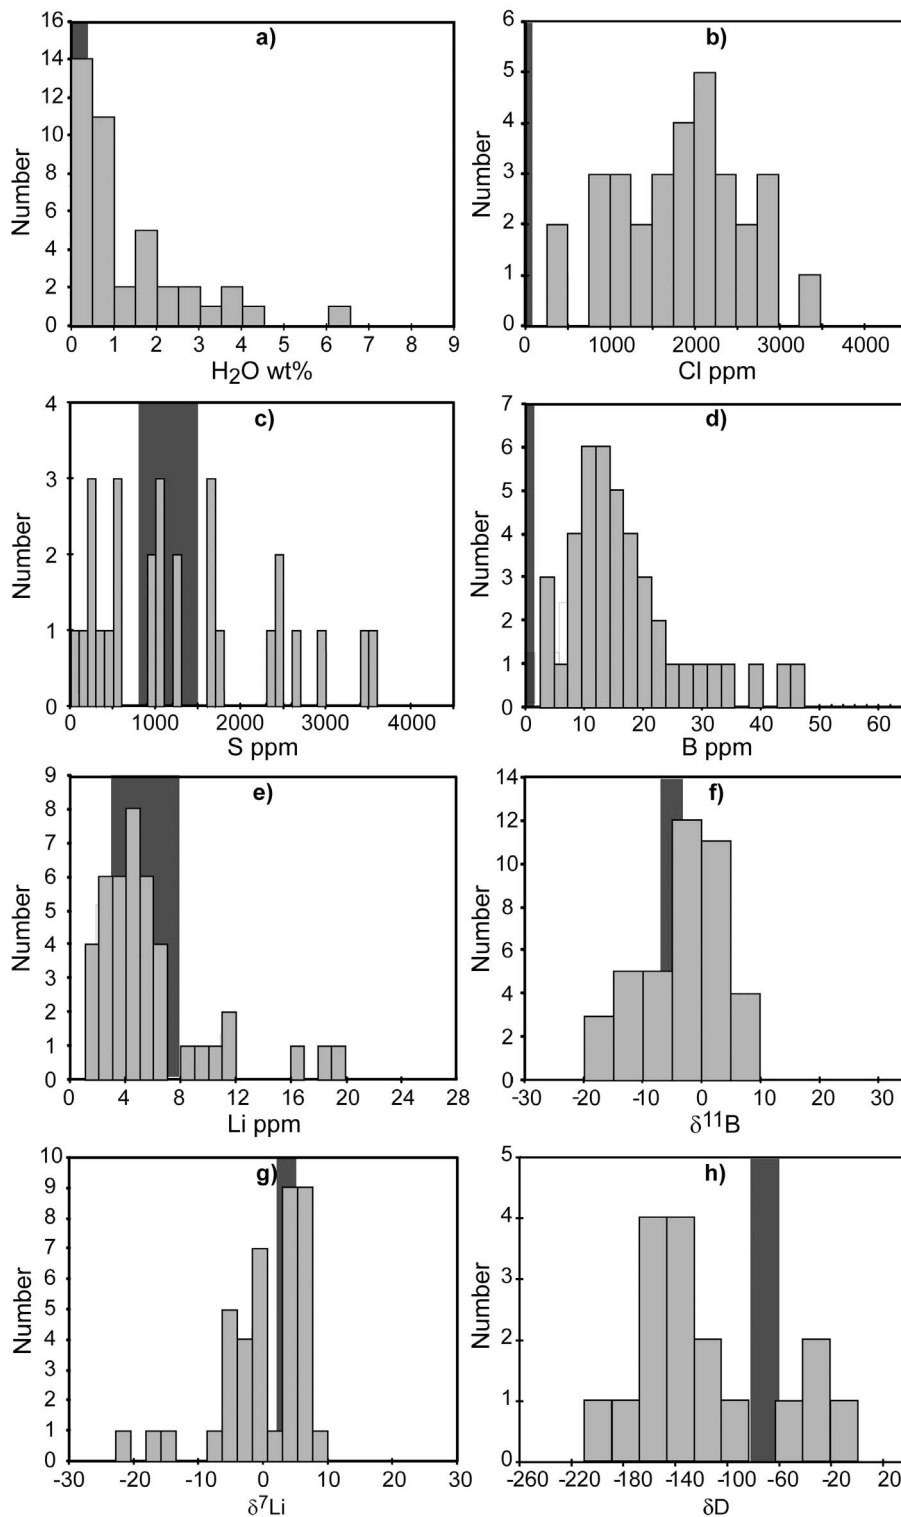 a)
Number
16
14
12
10
8
6
4
2
0
0 1 2 3 4 5 6 7 8 9
H2O wt%
b)
Number
6
5
4
3
2
1
0
0 1000 2000 3000 4000
Cl ppm
c)
Number
4
3
2
1
0
0 1000 2000 3000 4000
S ppm
d)
Number
7
6
5
4
3
2
1
0
0 10 20 30 40 50 60
B ppm
e)
Number
9
8
7
6
5
4
3
2
1
0
0 4 8 12 16 20 24 28
Li ppm
f)
Number
14
12
10
8
6
4
2
0
-30 -20 -10 0 10 20 30
δ11B
g)
Number
10
9
8
7
6
5
4
3
2
1
0
-30 -20 -10 0 10 20 30
δ7Li
h)
Number
5
4
3
2
1
0
-260 -220 -180 -140 -100 -60 -20 20
δD